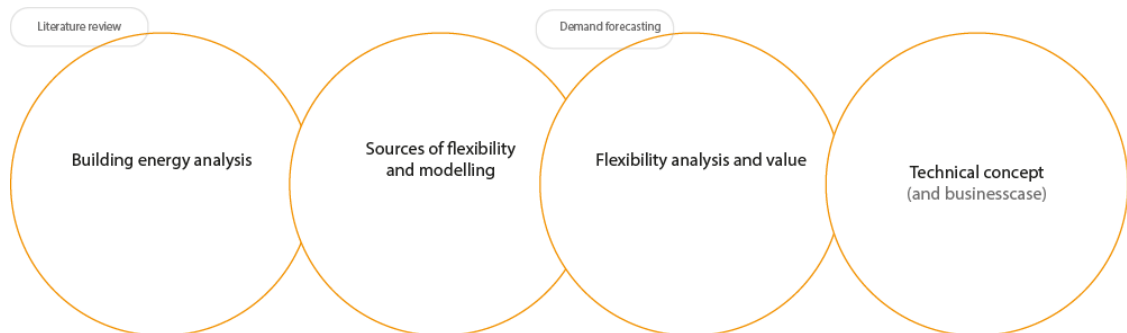 Literature review
Demand forecasting
Building energy analysis
Sources of flexibility
and modelling
Flexibility analysis and value
Technical concept
(and businesscase)